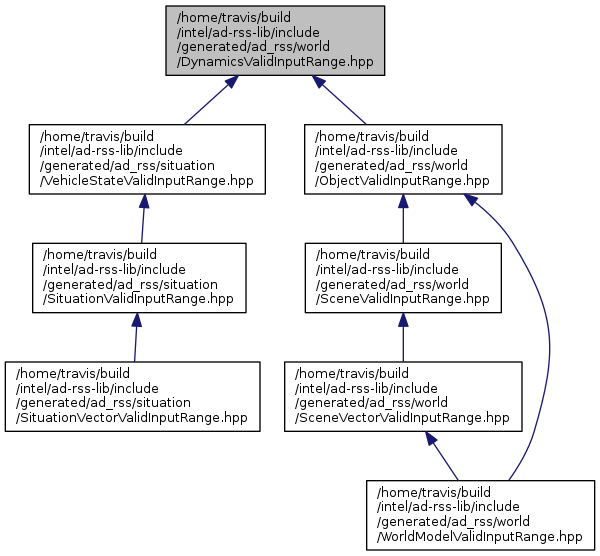 /home/travis/build
/intel/ad-rss-lib/include
/generated/ad_rss/world
/DynamicsValidInputRange.hpp
/home/travis/build
/intel/ad-rss-lib/include
/generated/ad_rss/situation
/VehicleStateValidInputRange.hpp
/home/travis/build
/intel/ad-rss-lib/include
/generated/ad_rss/world
/ObjectValidInputRange.hpp
/home/travis/build
/intel/ad-rss-lib/include
/generated/ad_rss/situation
/SituationValidInputRange.hpp
/home/travis/build
/intel/ad-rss-lib/include
/generated/ad_rss/world
/SceneValidInputRange.hpp
/home/travis/build
/intel/ad-rss-lib/include
/generated/ad_rss/situation
/SituationVectorValidInputRange.hpp
/home/travis/build
/intel/ad-rss-lib/include
/generated/ad_rss/world
/SceneVectorValidInputRange.hpp
/home/travis/build
/intel/ad-rss-lib/include
/generated/ad_rss/world
/WorldModelValidInputRange.hpp